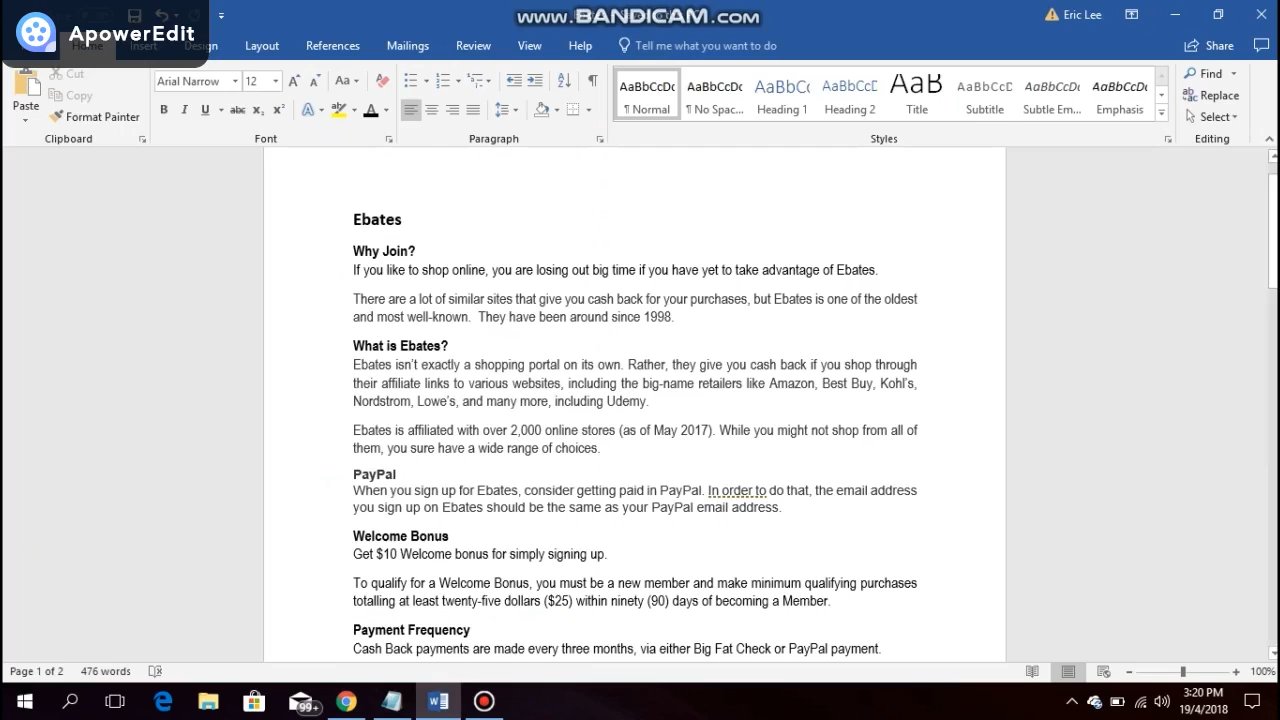 www.BANDICAM.com
ApowerEdit
Eric Lee
Home Insert Design Layout References Mailings Review View Help Tell me what you want to do Share
Paste
Cut
Copy
Format Painter
Clipboard
Arial Narrow 12
Font
Paragraph
AaBbCcDc AaBbCcDc AaBbCc AaBbCcD AaB AaBbCcD AaBbCcDc AaBbCcDc
¶ Normal ¶ No Spac... Heading 1 Heading 2 Title Subtitle Subtle Em... Emphasis
Styles
Find
Replace
Select
Editing
Ebates
Why Join?
If you like to shop online, you are losing out big time if you have yet to take advantage of Ebates.
There are a lot of similar sites that give you cash back for your purchases, but Ebates is one of the oldest
and most well-known. They have been around since 1998.
What is Ebates?
Ebates isn’t exactly a shopping portal on its own. Rather, they give you cash back if you shop through
their affiliate links to various websites, including the big-name retailers like Amazon, Best Buy, Kohl’s,
Nordstrom, Lowe’s, and many more, including Udemy.
Ebates is affiliated with over 2,000 online stores (as of May 2017). While you might not shop from all of
them, you sure have a wide range of choices.
PayPal
When you sign up for Ebates, consider getting paid in PayPal. In order to do that, the email address
you sign up on Ebates should be the same as your PayPal email address.
Welcome Bonus
Get $10 Welcome bonus for simply signing up.
To qualify for a Welcome Bonus, you must be a new member and make minimum qualifying purchases
totalling at least twenty-five dollars ($25) within ninety (90) days of becoming a Member.
Payment Frequency
Cash Back payments are made every three months, via either Big Fat Check or PayPal payment.
Page 1 of 2 476 words 100%
99+
3:20 PM
19/4/2018